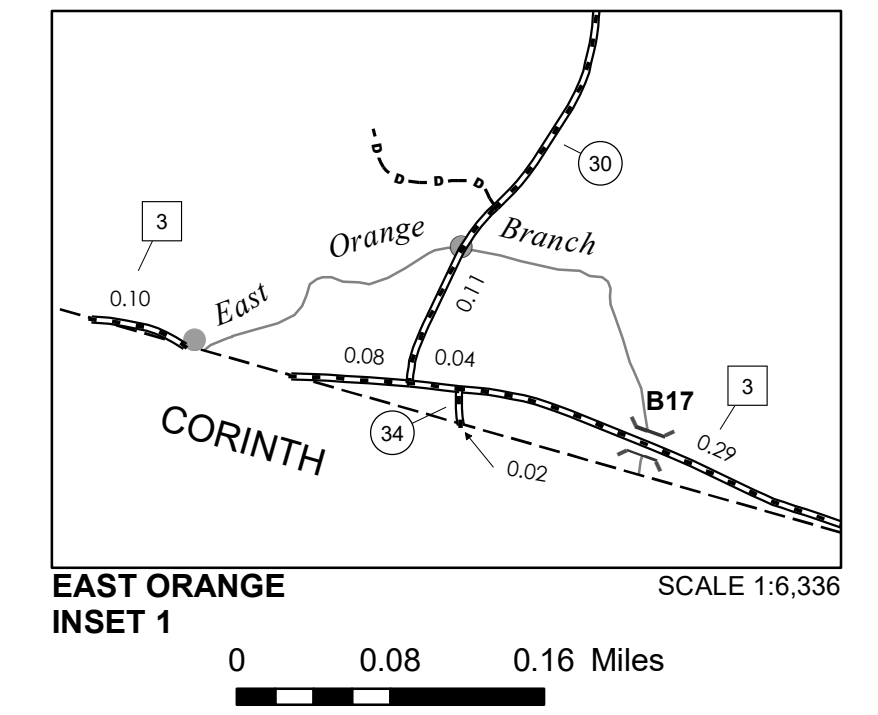 30
3
Orange Branch
0.11
East
0.10
0.08 0.04
3
B17
CORINTH
34
0.29
0.02
D
D D D
EAST ORANGE
INSET 1
SCALE 1:6,336
0 0.08 0.16 Miles